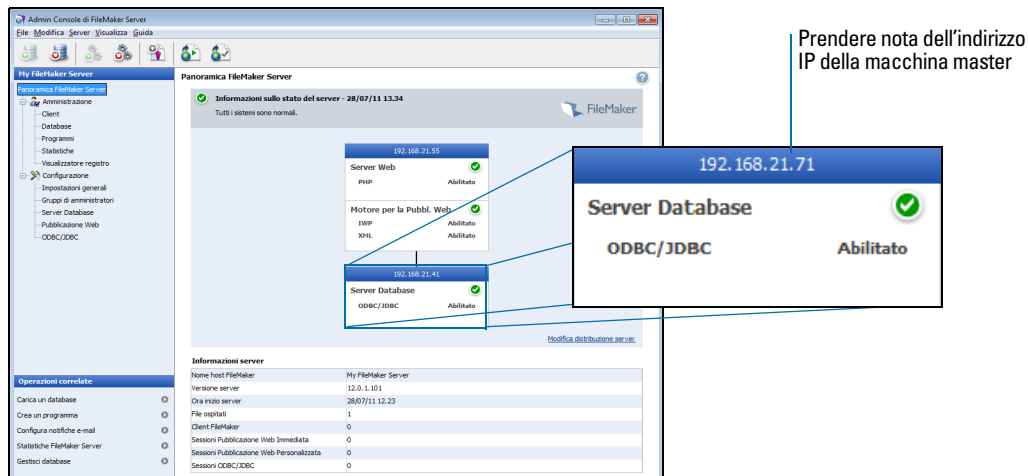 Admin Console di FileMaker Server
File Modifica Server Visualizza Guida
My FileMaker Server
Panoramica FileMaker Server
Amministrazione
Client
Database
Programmi
Statistiche
Visualizzatore registro
Configurazione
Impostazioni generali
Gruppi di amministratori
Server Database
Pubblicazione Web
ODBC/JDBC
Operazioni correlate
Carica un database
Crea un programma
Configura notifiche e-mail
Statistiche FileMaker Server
Gestisci database
Panoramica FileMaker Server
Informazioni sullo stato del server - 28/07/11 13.34
Tutti i sistemi sono normali.
FileMaker
192.168.21.55
Server Web
PHP Abilitato
Motore per la Pubbl. Web
IWP Abilitato
XML Abilitato
192.168.21.41
Server Database
ODBC/JDBC Abilitato
Modifica distribuzione server
Informazioni server
Nome host FileMaker My FileMaker Server
Versione server 12.0.1.101
Ora inizio server 28/07/11 12.23
File ospitati 1
Client FileMaker 0
Sessioni Pubblicazione Web Immediata 0
Sessioni Pubblicazione Web Personalizzata 0
Sessioni ODBC/JDBC 0
Prendere nota dell'indirizzo
IP della macchina master
192.168.21.71
Server Database
ODBC/JDBC Abilitato